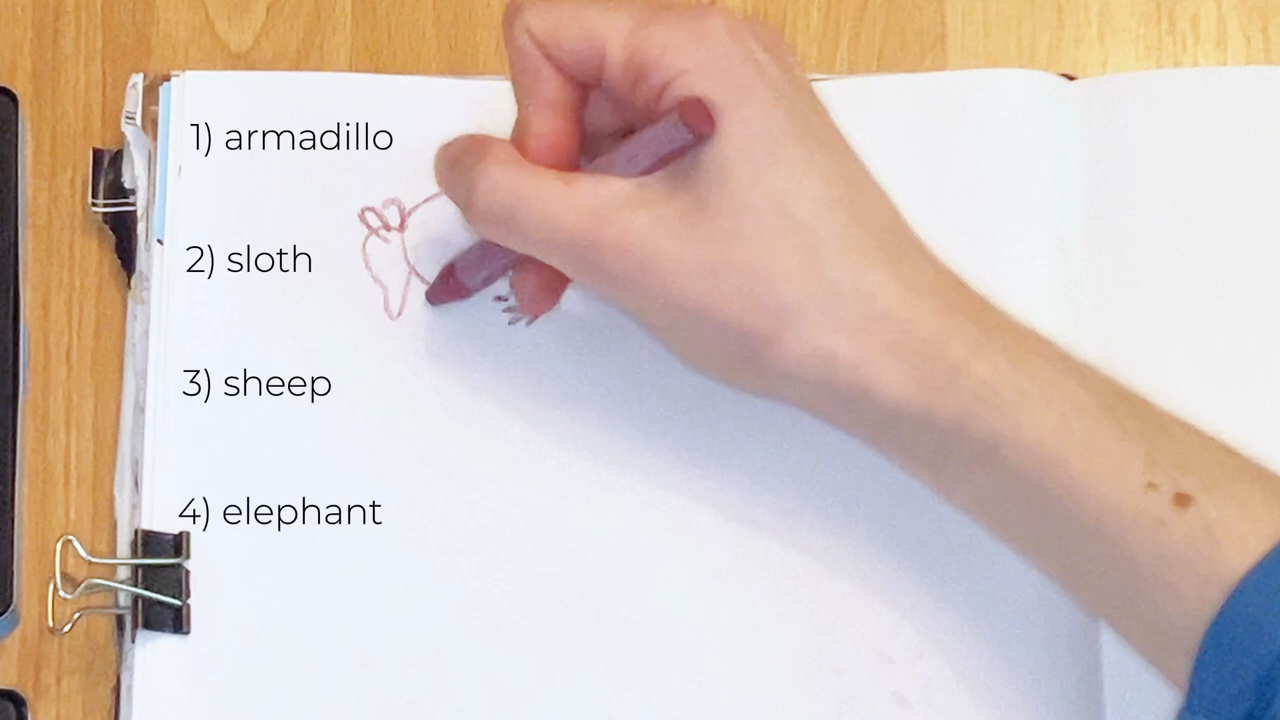 1) armadillo
2) sloth
3) sheep
4) elephant